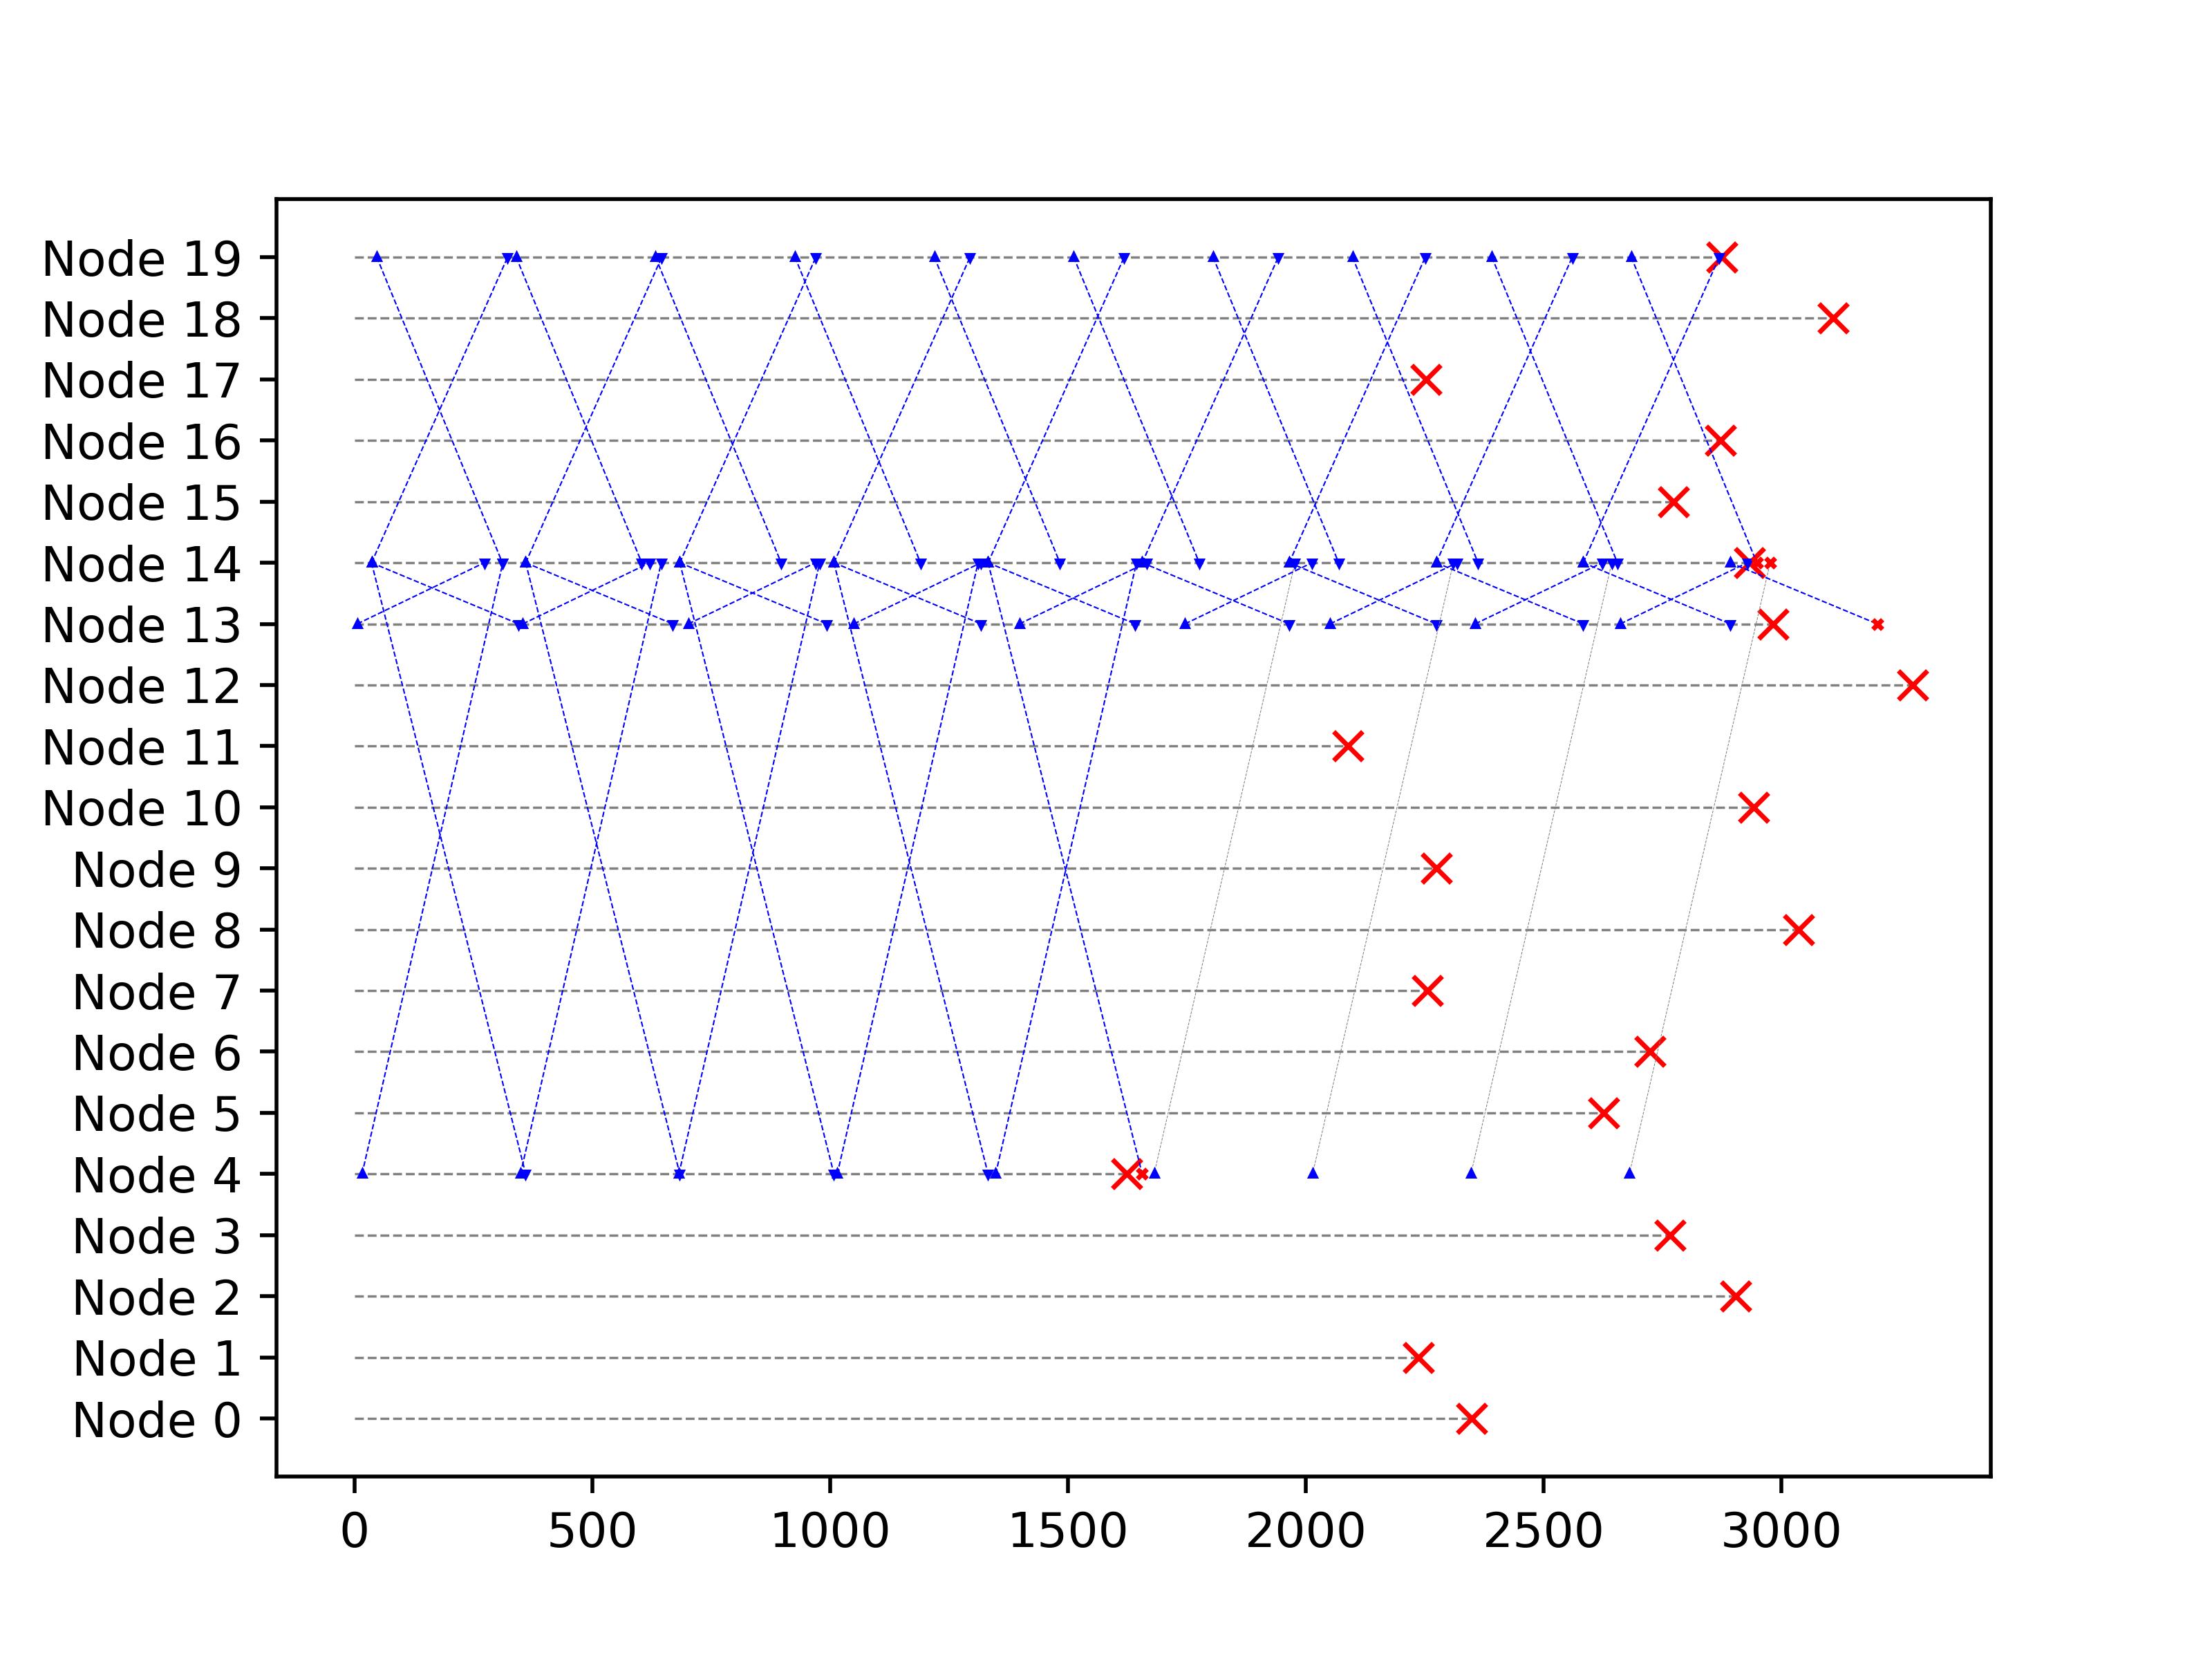 Node 19
Node 18
Node 17
Node 16
Node 15
Node 14
Node 13
Node 12
Node 11
Node 10
Node 9
Node 8
Node 7
Node 6
Node 5
Node 4
Node 3
Node 2
Node 1
Node 0
0 500 1000 1500 2000 2500 3000